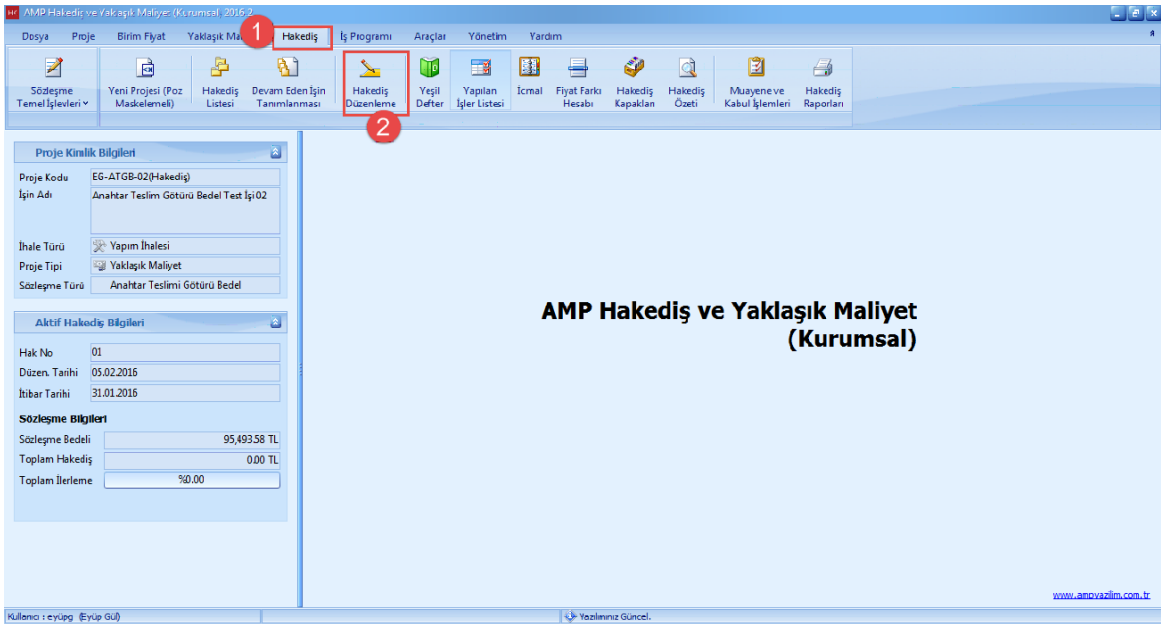 AMP Hakediş ve Yaklaşık Maliyet (Kurumsal) 2016-2
1
Dosya Proje Birim Fiyat Yaklaşık Ma Hakediş İş Programı Araçlar Yönetim Yardım
Sözleşme Temel İşlevleri
Yeni Projesi (Poz Maskelemeli)
Hakediş Listesi
Devam Eden İşin Tanımlanması
Hakediş Düzenleme
Yeşil Defter
Yapılan İşler Listesi
İcmal
Fiyat Farkı Hesabı
Hakediş Kapakları
Hakediş Özeti
Muayene ve Kabul İşlemleri
Hakediş Raporları
2
Proje Kimlik Bilgileri
Proje Kodu EG-ATGB-02(Hakediş)
İşin Adı Anahtar Teslim Götürü Bedel Test İşi 02
İhale Türü Yapım İhalesi
Proje Tipi Yaklaşık Maliyet
Sözleşme Türü Anahtar Teslimi Götürü Bedel
Aktif Hakediş Bilgileri
Hak No 01
Düzen. Tarihi 05.02.2016
İtibar Tarihi 31.01.2016
Sözleşme Bilgileri
Sözleşme Bedeli 95,493.58 TL
Toplam Hakediş 0.00 TL
Toplam İlerleme %0.00
AMP Hakediş ve Yaklaşık Maliyet
(Kurumsal)
www.ampyazilim.com.tr
Kullanıcı : eyüpg (Eyüp Gül) Yazılımınız Güncel.